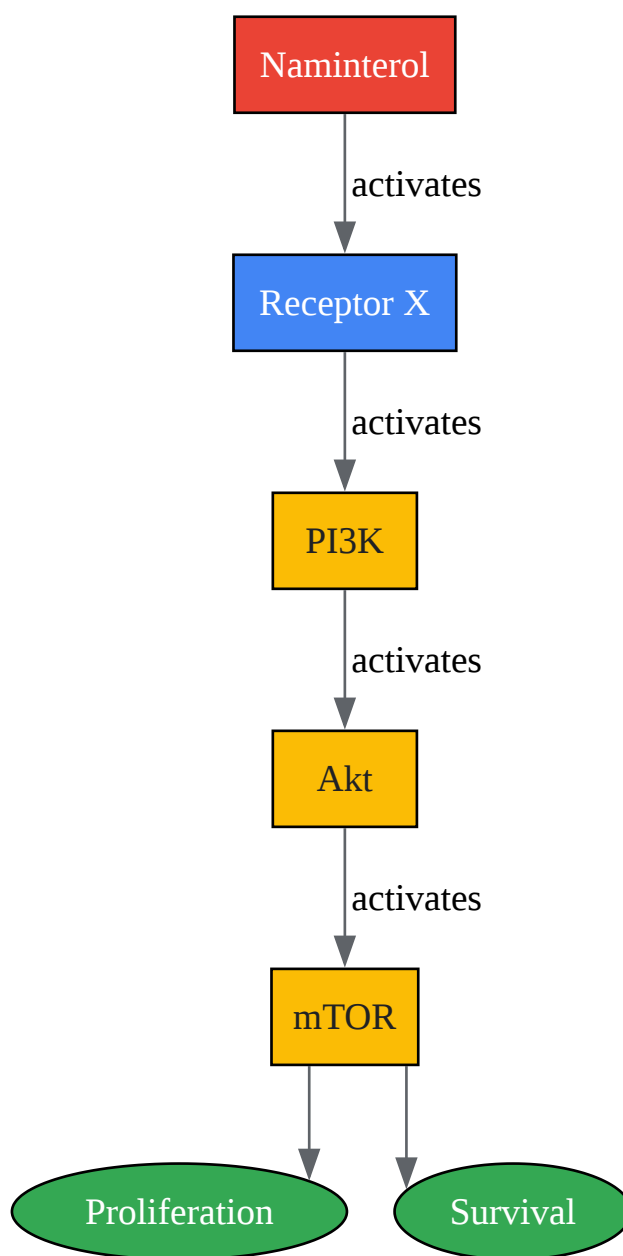 Naminterol
activates
Receptor X
activates
PI3K
activates
Akt
activates
mTOR
Proliferation
Survival